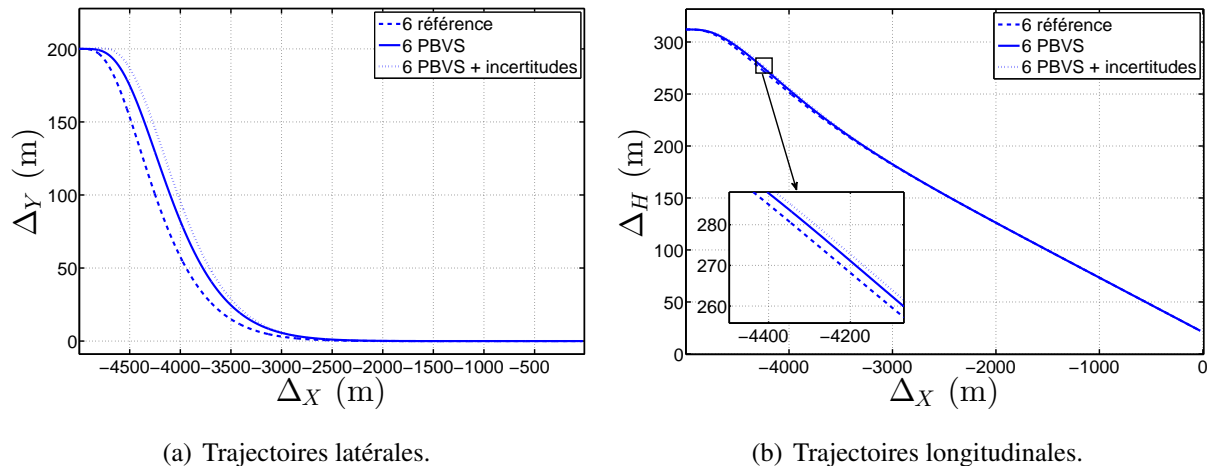 200
150
100
50
0
−4500 −4000 −3500 −3000 −2500 −2000 −1500 −1000 −500
Δ_Y (m)
Δ_X (m)
6 référence
6 PBVS
6 PBVS + incertitudes
(a) Trajectoires latérales.
350
300
250
200
150
100
50
0
−4000 −3000 −2000 −1000 0
Δ_H (m)
Δ_X (m)
6 référence
6 PBVS
6 PBVS + incertitudes
280
270
260
−4400 −4200
(b) Trajectoires longitudinales.